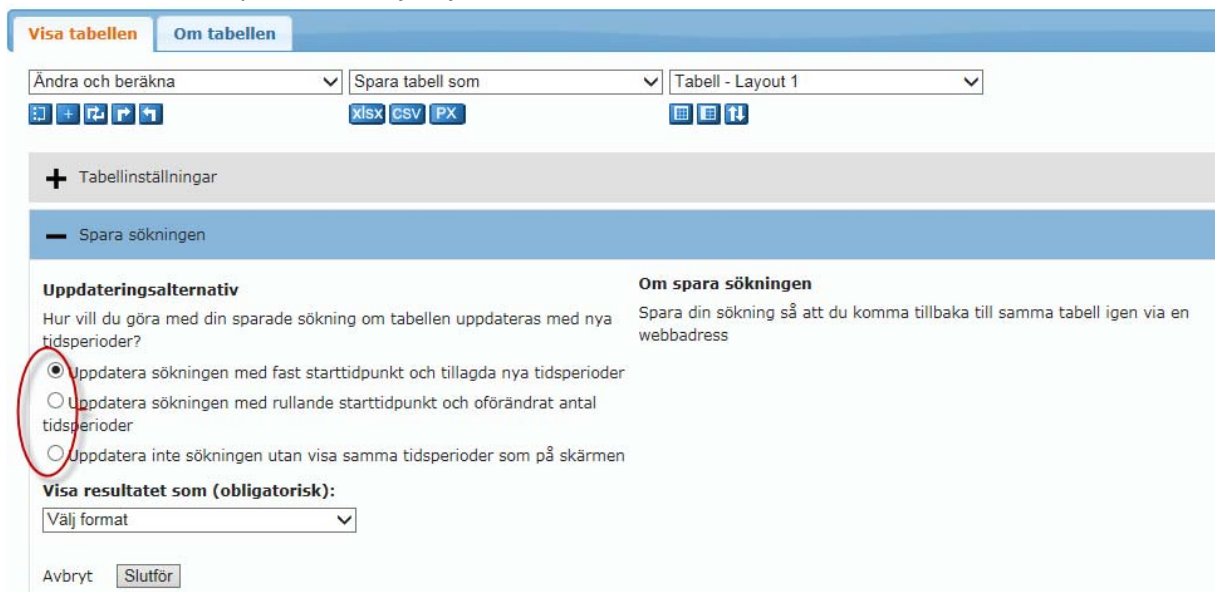 Visa tabellen Om tabellen
Ändra och beräkna Spara tabell som Tabell - Layout 1
xlsx csv PX
Tabellinställningar
Spara sökningen
Uppdateringsalternativ
Hur vill du göra med din sparade sökning om tabellen uppdateras med nya
tidsperioder?
Uppdatera sökningen med fast starttidpunkt och tillagda nya tidsperioder
Uppdatera sökningen med rullande starttidpunkt och oförändrat antal
tidsperioder
Uppdatera inte sökningen utan visa samma tidsperioder som på skärmen
Visa resultatet som (obligatorisk):
Välj format
Avbryt Slutför
Om spara sökningen
Spara din sökning så att du komma tillbaka till samma tabell igen via en
webbadress